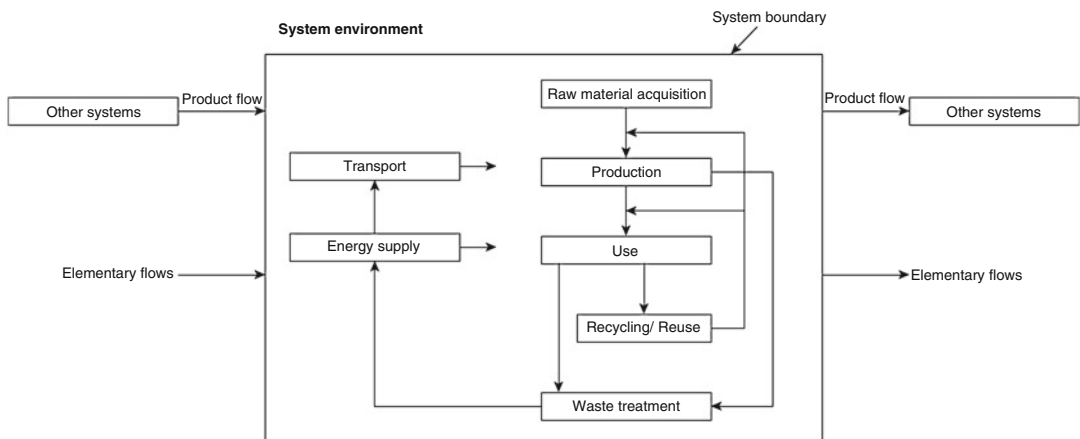 System boundary
System environment
Product flow
Other systems
Raw material acquisition
Product flow
Other systems
Transport
Production
Energy supply
Use
Elementary flows
Elementary flows
Recycling/ Reuse
Waste treatment